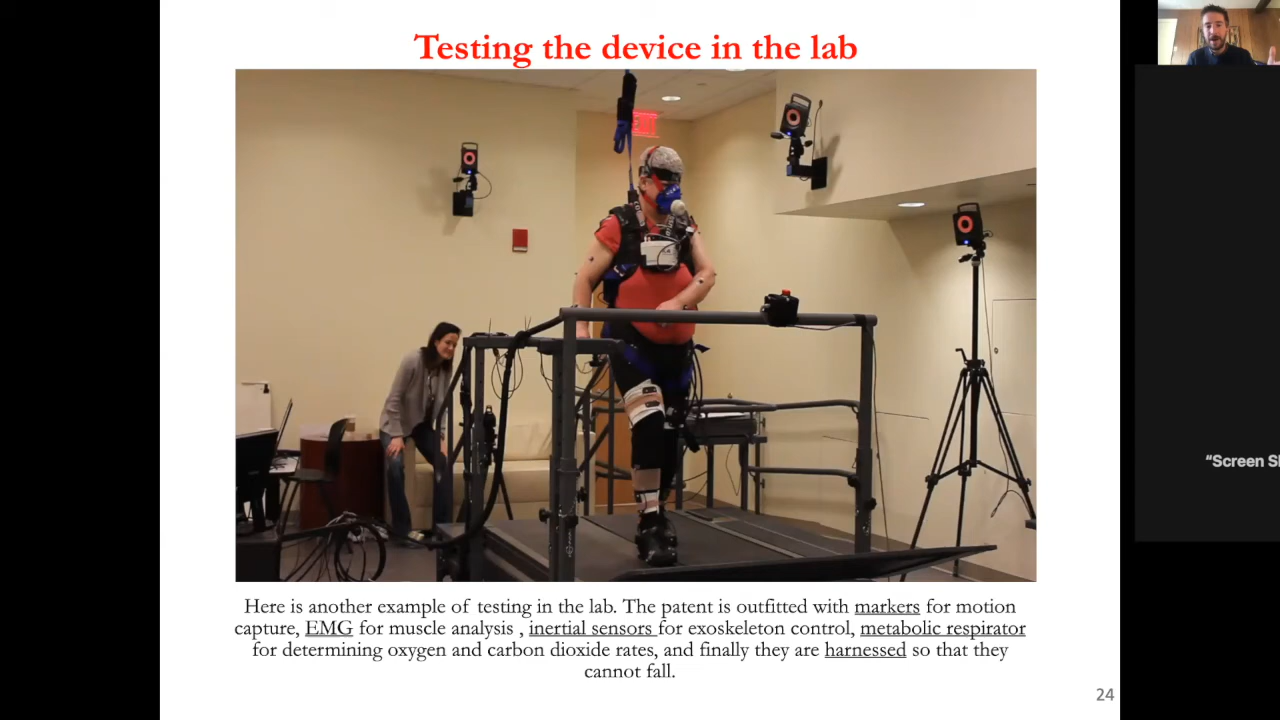 Testing the device in the lab
EXIT
Here is another example of testing in the lab. The patent is outfitted with markers for motion
capture, EMG for muscle analysis , inertial sensors for exoskeleton control, metabolic respirator
for determining oxygen and carbon dioxide rates, and finally they are harnessed so that they
cannot fall.
24
“Screen S